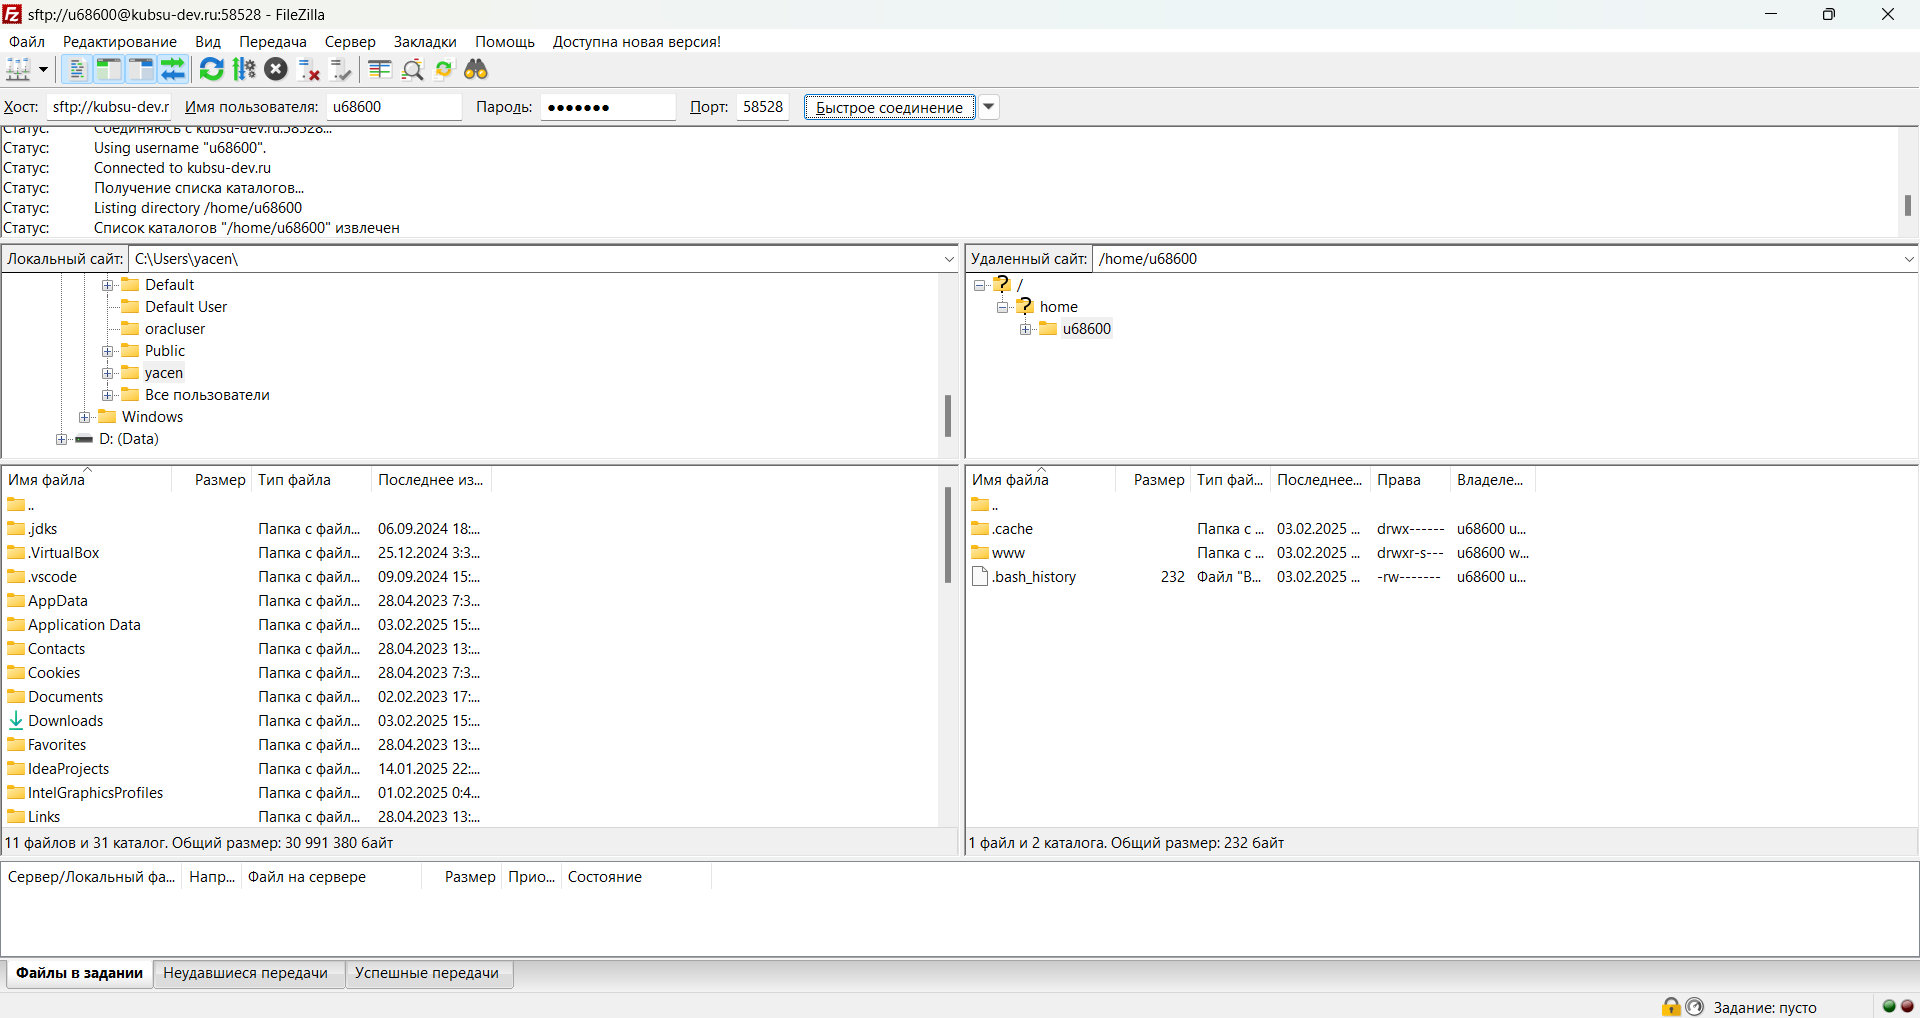 sftp://u68600@kubsu-dev.ru:58528 - FileZilla
Файл Редактирование Вид Передача Сервер Закладки Помощь Доступна новая версия!
Хост: sftp://kubsu-dev.r Имя пользователя: u68600 Пароль: ●●●●●●● Порт: 58528 Быстрое соединение
Статус: Соединяюсь с kubsu-dev.ru:58528...
Статус: Using username "u68600".
Статус: Connected to kubsu-dev.ru
Статус: Получение списка каталогов...
Статус: Listing directory /home/u68600
Статус: Список каталогов "/home/u68600" извлечен
Локальный сайт: C:\Users\yacen\
Default
Default User
oracluser
Public
yacen
Все пользователи
Windows
D: (Data)
Удаленный сайт: /home/u68600
/
home
u68600
Имя файла Размер Тип файла Последнее из...
..
.jdks Папка с файл... 06.09.2024 18:...
.VirtualBox Папка с файл... 25.12.2024 3:3...
.vscode Папка с файл... 09.09.2024 15:...
AppData Папка с файл... 28.04.2023 7:3...
Application Data Папка с файл... 03.02.2025 15:...
Contacts Папка с файл... 28.04.2023 13:...
Cookies Папка с файл... 28.04.2023 7:3...
Documents Папка с файл... 02.02.2023 17:...
Downloads Папка с файл... 03.02.2025 15:...
Favorites Папка с файл... 28.04.2023 13:...
IdeaProjects Папка с файл... 14.01.2025 22:...
IntelGraphicsProfiles Папка с файл... 01.02.2025 0:4...
Links Папка с файл... 28.04.2023 13:...
11 файлов и 31 каталог. Общий размер: 30 991 380 байт
Имя файла Размер Тип фай... Последнее... Права Владеле...
..
.cache Папка с ... 03.02.2025 ... drwx------ u68600 u...
www Папка с ... 03.02.2025 ... drwxr-s--- u68600 w...
.bash_history 232 Файл "B... 03.02.2025 ... -rw------- u68600 u...
1 файл и 2 каталога. Общий размер: 232 байт
Сервер/Локальный фа... Напр... Файл на сервере Размер Прио... Состояние
Файлы в задании Неудавшиеся передачи Успешные передачи
Задание: пусто